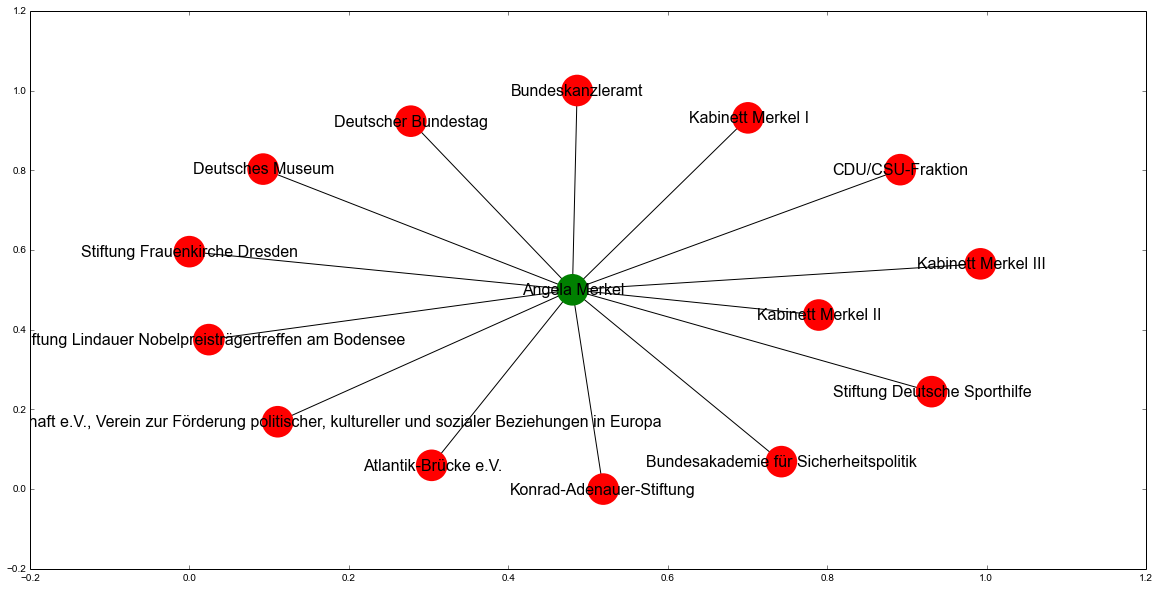 1.2
1.0
0.8
0.6
0.4
0.2
0.0
−0.2
Bundeskanzleramt
Deutscher Bundestag
Kabinett Merkel I
Deutsches Museum
CDU/CSU-Fraktion
Stiftung Frauenkirche Dresden
Kabinett Merkel III
Angela Merkel
Kabinett Merkel II
ftung Lindauer Nobelpreisträgertreffen am Bodensee
Stiftung Deutsche Sporthilfe
haft e.V., Verein zur Förderung politischer, kultureller und sozialer Beziehungen in Europa
Atlantik-Brücke e.V.
Bundesakademie für Sicherheitspolitik
Konrad-Adenauer-Stiftung
−0.2 0.0 0.2 0.4 0.6 0.8 1.0 1.2